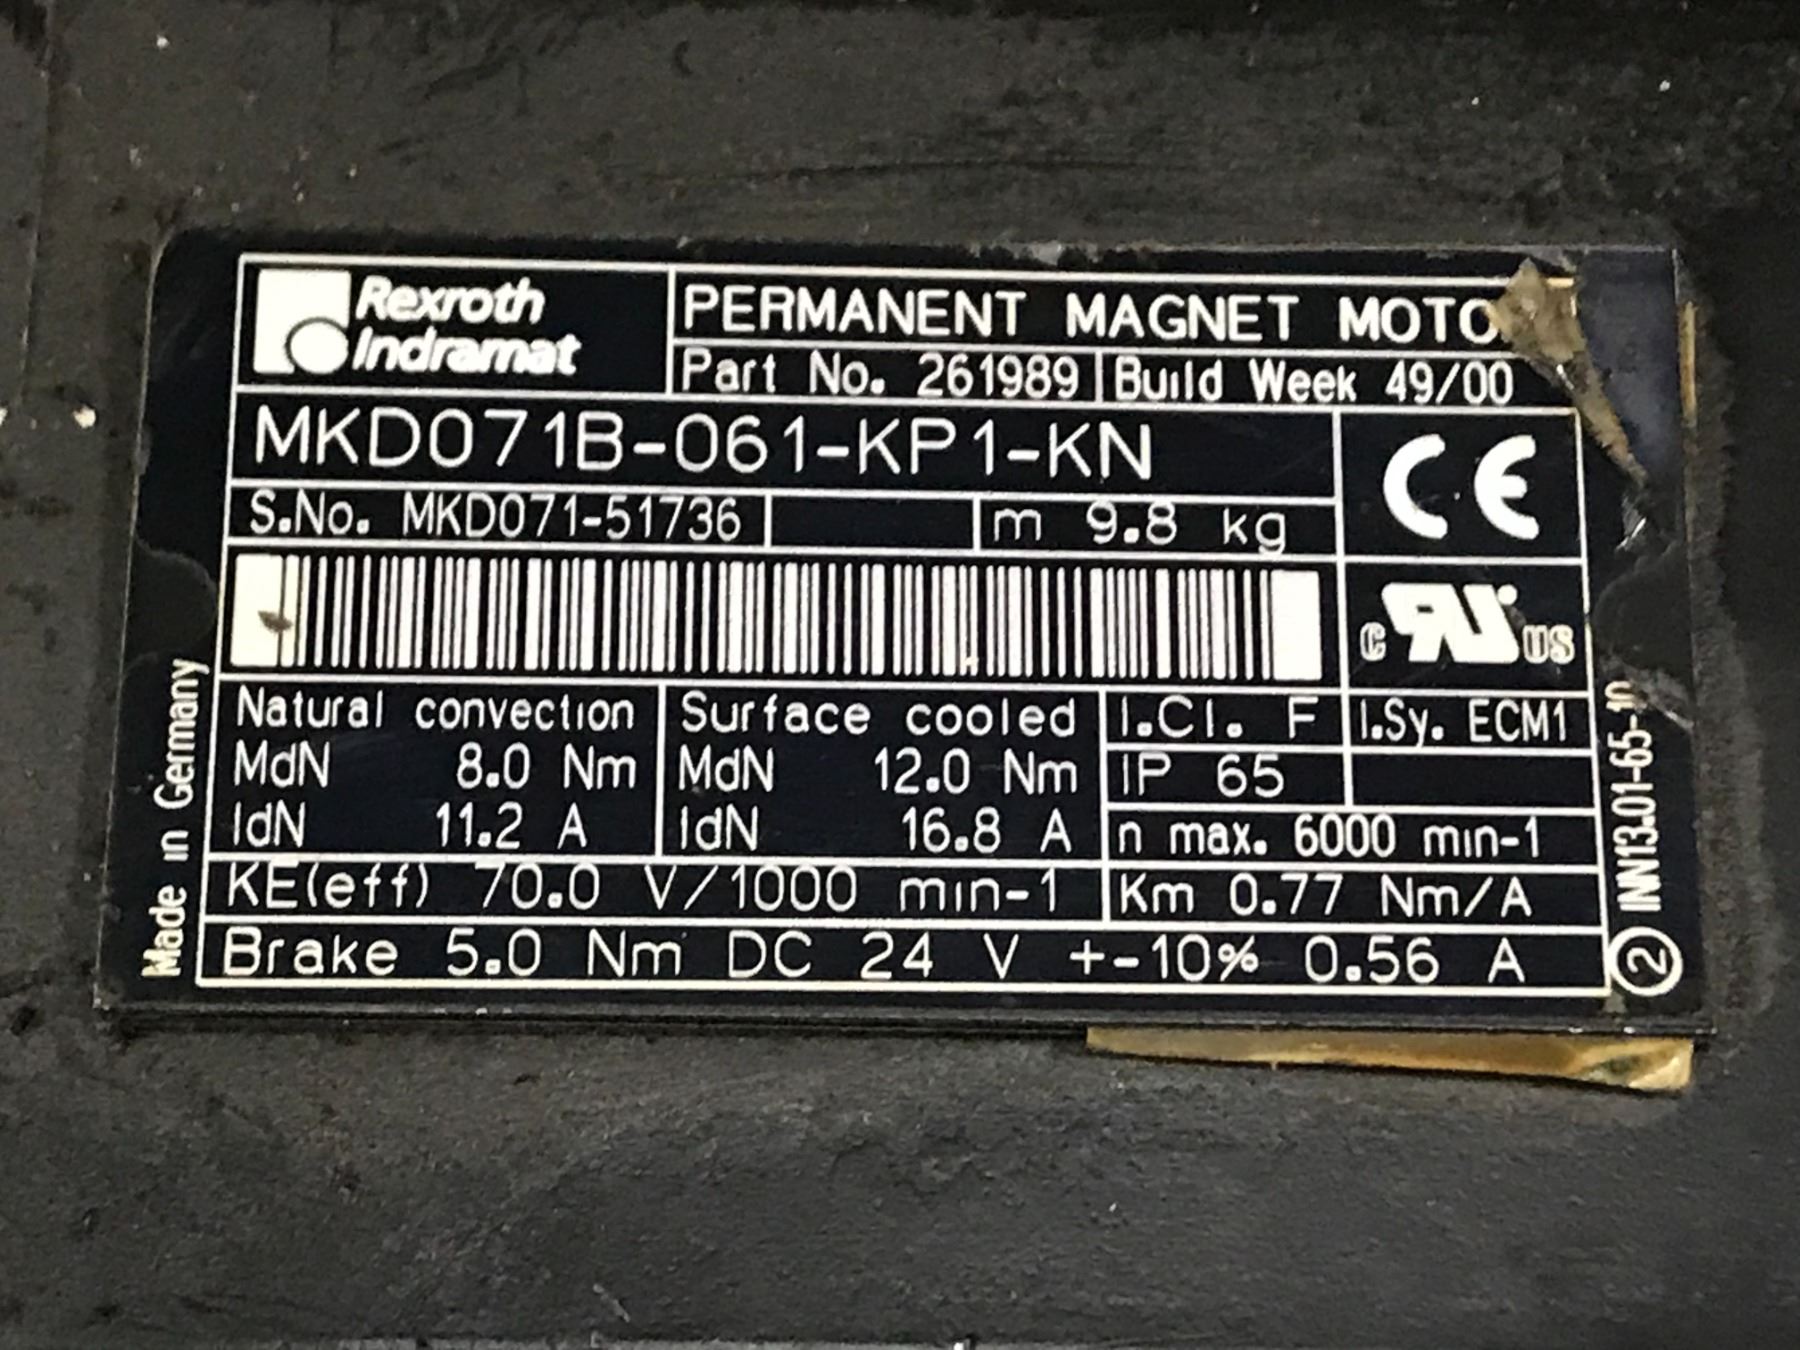 Rexroth
Indramat
PERMANENT MAGNET MOTO
Part No. 261989 Build Week 49/00
MKD071B-061-KP1-KN
CE
S.No. MKD071-51736 m 9.8 kg
c RU US
Natural convection Surface cooled I.Cl. F I.Sy. ECM1
MdN 8.0 Nm MdN 12.0 Nm IP 65
IdN 11.2 A IdN 16.8 A n max. 6000 min-1
KE(eff) 70.0 V/1000 min-1 Km 0.77 Nm/A
Brake 5.0 Nm DC 24 V +-10% 0.56 A
Made in Germany
② INN13.01-65-10